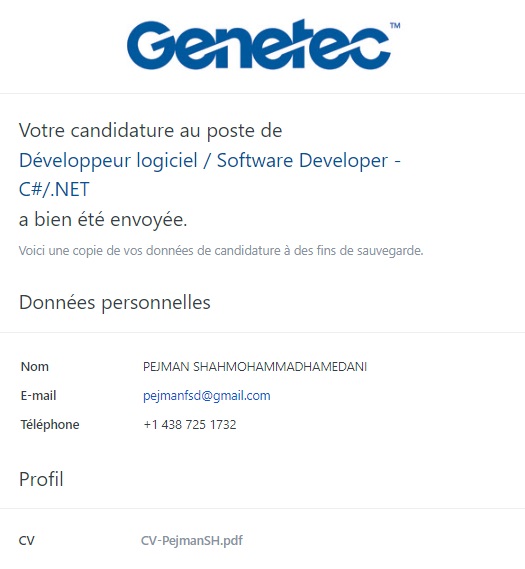 Genetec™
Votre candidature au poste de
Développeur logiciel / Software Developer -
C#/.NET
a bien été envoyée.
Voici une copie de vos données de candidature à des fins de sauvegarde.
Données personnelles
Nom PEJMAN SHAHMOHAMMADHAMEDANI
E-mail pejmanfsd@gmail.com
Téléphone +1 438 725 1732
Profil
CV CV-PejmanSH.pdf